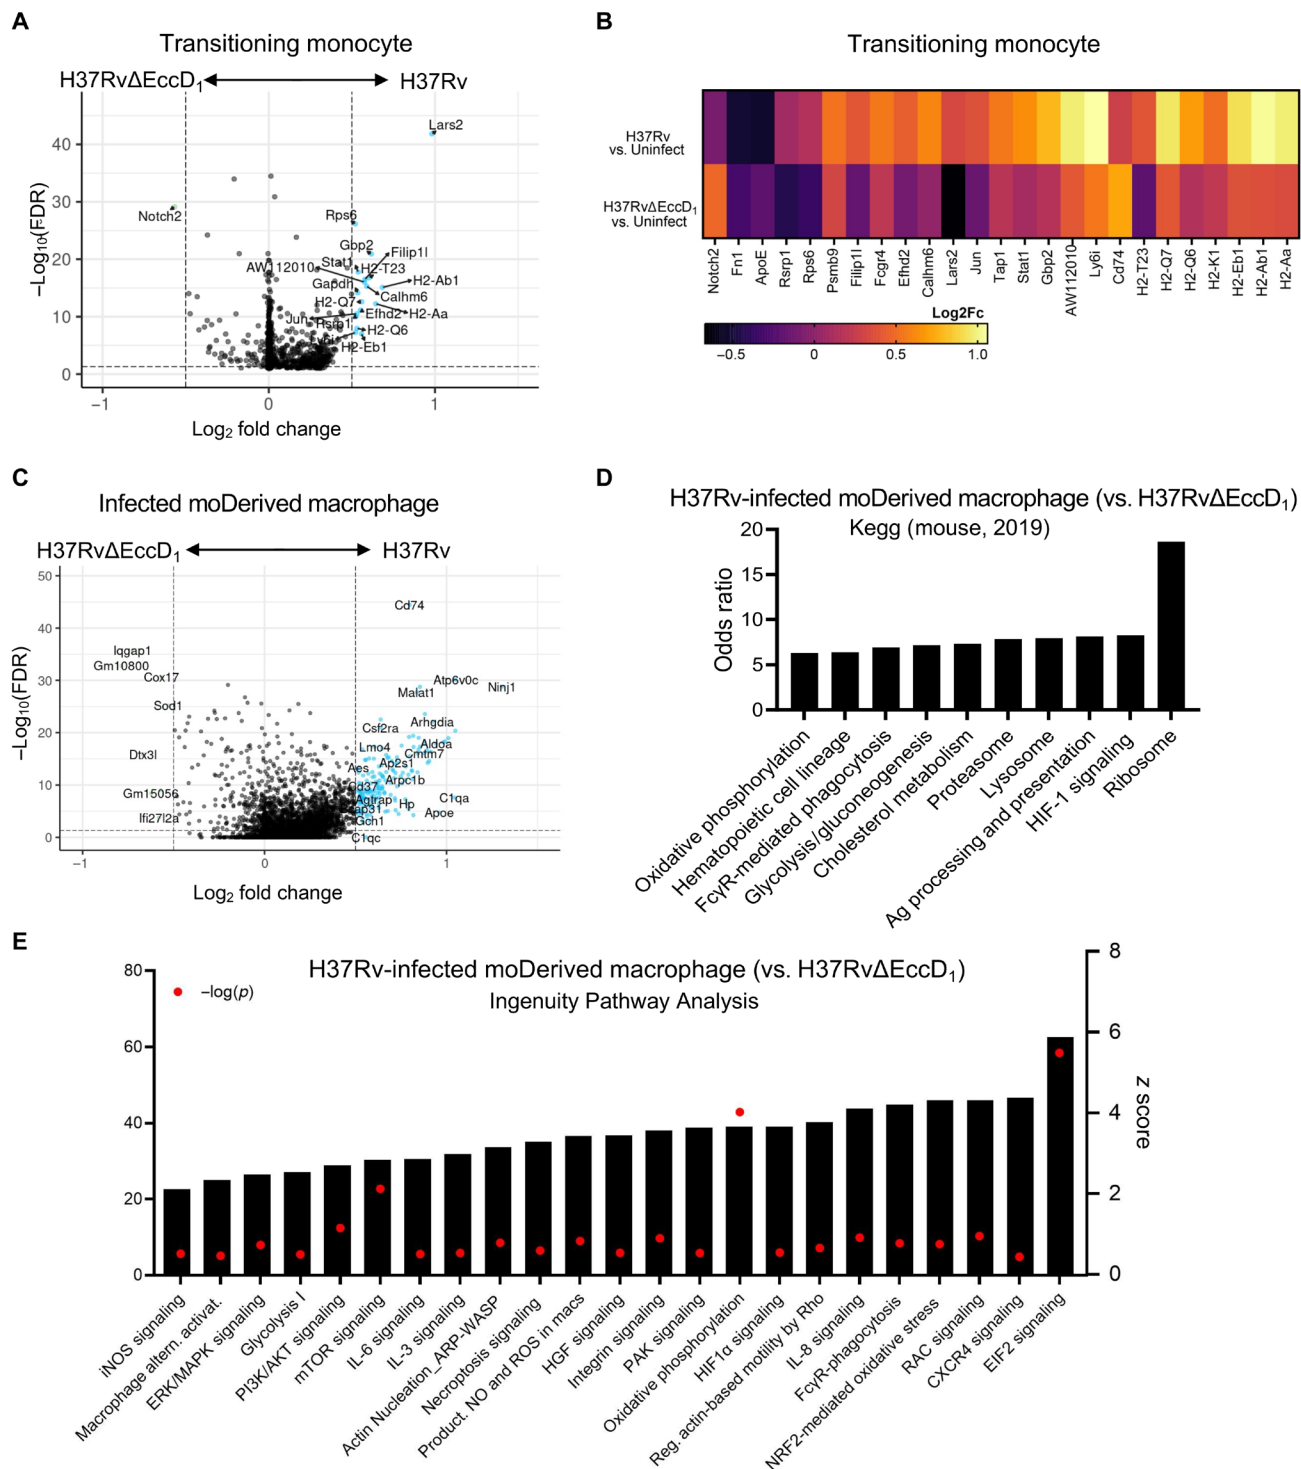 A
Transitioning monocyte
H37RvΔEccD1
H37Rv
−Log10(FDR)
40
30
20
10
0
Lars2
Notch2
Rps6
Gbp2
Filip1l
Stat1
AW112010
H2-T23
Gapdh
H2-Ab1
Calhm6
H2-Q7
Efhd2
H2-Aa
Jun
Rsrp1
H2-Q6
H2-Eb1
−1
0
1
Log2 fold change
B
Transitioning monocyte
H37Rv
vs. Uninfect
H37RvΔEccD1
vs. Uninfect
Notch2
Fn1
ApoE
Rsrp1
Rps6
Psmb9
Filip1l
Fcgr4
Efhd2
Calhm6
Lars2
Jun
Tap1
Stat1
Gbp2
AW112010
Ly6i
Cd74
H2-T23
H2-Q7
H2-Q6
H2-K1
H2-Eb1
H2-Ab1
H2-Aa
Log2Fc
−0.5
0
0.5
1.0
C
Infected moDerived macrophage
H37RvΔEccD1
H37Rv
−Log10(FDR)
50
40
30
20
10
0
Cd74
Iqgap1
Gm10800
Cox17
Sod1
Dtx3l
Gm15056
Ifi27l2a
Atp6v0c
Malat1
Ninj1
Csf2ra
Arhgdia
Lmo4
Aldoa
Cmtm7
Aes
Ap2s1
Cd37
Arpc1b
Agtrap
Hp
C1qa
Apoe
Gch1
C1qc
−1
0
1
Log2 fold change
D
H37Rv-infected moDerived macrophage (vs. H37RvΔEccD1)
Kegg (mouse, 2019)
Odds ratio
20
15
10
5
0
Oxidative phosphorylation
Hematopoietic cell lineage
FcγR-mediated phagocytosis
Glycolysis/gluconeogenesis
Cholesterol metabolism
Proteasome
Lysosome
Ag processing and presentation
HIF-1 signaling
Ribosome
E
H37Rv-infected moDerived macrophage (vs. H37RvΔEccD1)
Ingenuity Pathway Analysis
−log(p)
80
60
40
20
0
8
6
4
2
0
z score
iNOS signaling
Macrophage altern. activat.
ERK/MAPK signaling
Glycolysis I
PI3K/AKT signaling
mTOR signaling
IL-6 signaling
IL-3 signaling
Actin Nucleation_ARP-WASP
Necroptosis signaling
Product. NO and ROS in macs
HGF signaling
Integrin signaling
PAK signaling
Oxidative phosphorylation
HIF1α signaling
Reg. actin-based motility by Rho
IL-8 signaling
FcγR-phagocytosis
NRF2-mediated oxidative stress
RAC signaling
CXCR4 signaling
EIF2 signaling